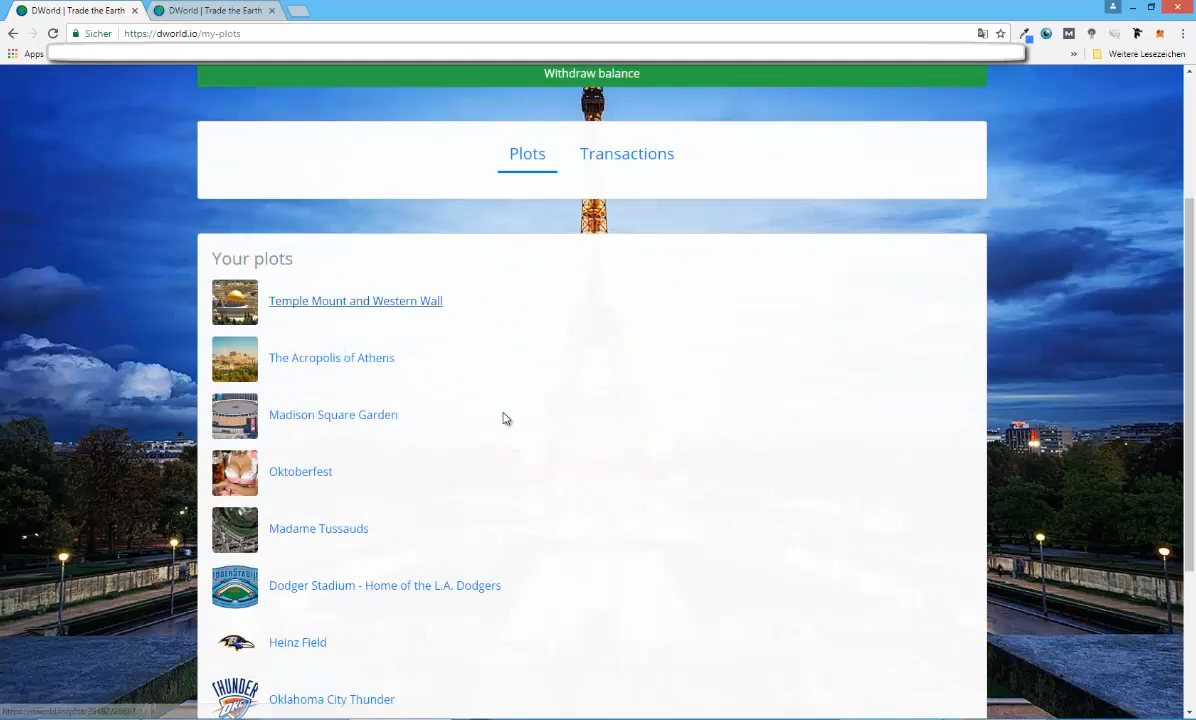 DWorld | Trade the Earth
DWorld | Trade the Earth
Sicher
https://dworld.io/my-plots
Apps
Weitere Lesezeichen
Withdraw balance
Plots
Transactions
Your plots
Temple Mount and Western Wall
The Acropolis of Athens
Madison Square Garden
Oktoberfest
Madame Tussauds
Dodger Stadium - Home of the L.A. Dodgers
Heinz Field
THUNDER
OKC
Oklahoma City Thunder